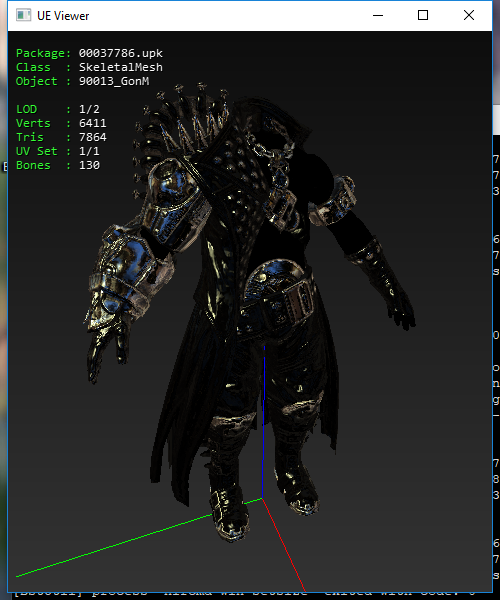 UE Viewer
Package: 00037786.upk
Class : SkeletalMesh
Object : 90013_GonM
LOD : 1/2
Verts : 6411
Tris : 7864
UV Set : 1/1
Bones : 130